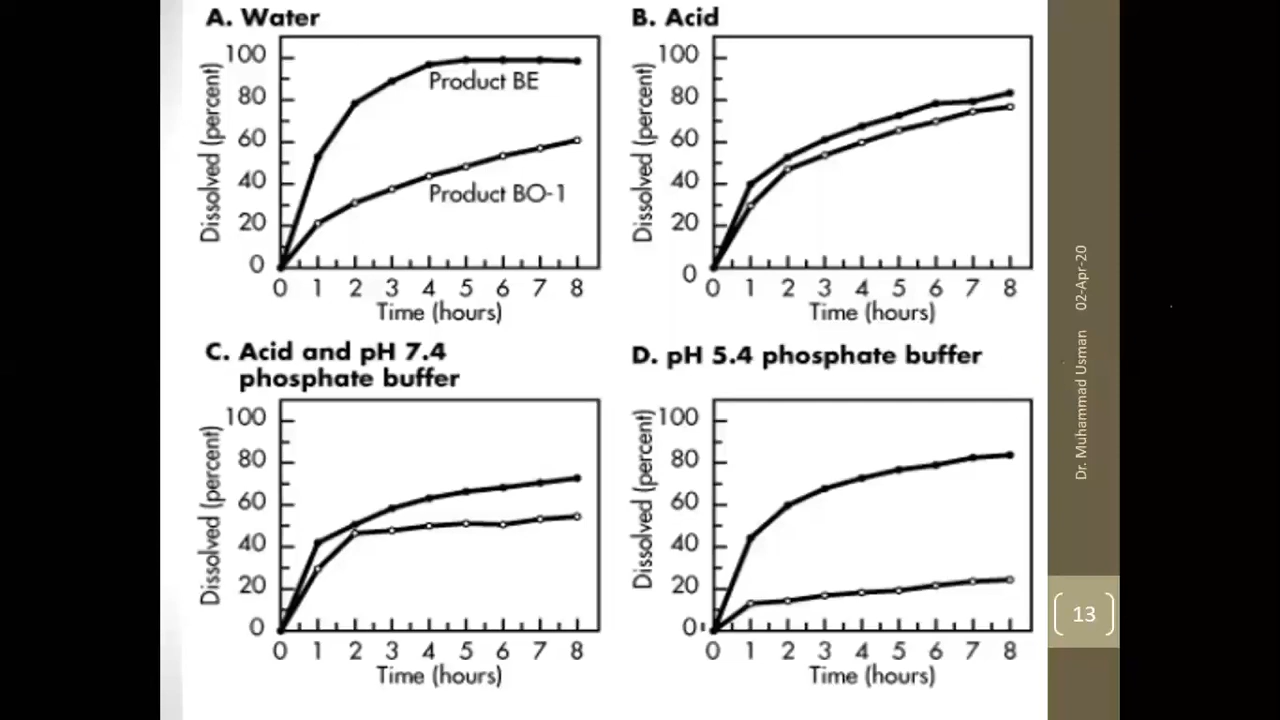 A. Water
100
80
60
40
20
0
Dissolved (percent)
Product BE
Product BO-1
0 1 2 3 4 5 6 7 8
Time (hours)
B. Acid
100
80
60
40
20
0
Dissolved (percent)
0 1 2 3 4 5 6 7 8
Time (hours)
C. Acid and pH 7.4
phosphate buffer
100
80
60
40
20
0
Dissolved (percent)
0 1 2 3 4 5 6 7 8
Time (hours)
D. pH 5.4 phosphate buffer
100
80
60
40
20
0
Dissolved (percent)
0 1 2 3 4 5 6 7 8
Time (hours)
Dr. Muhammad Usman 02-Apr-20
13